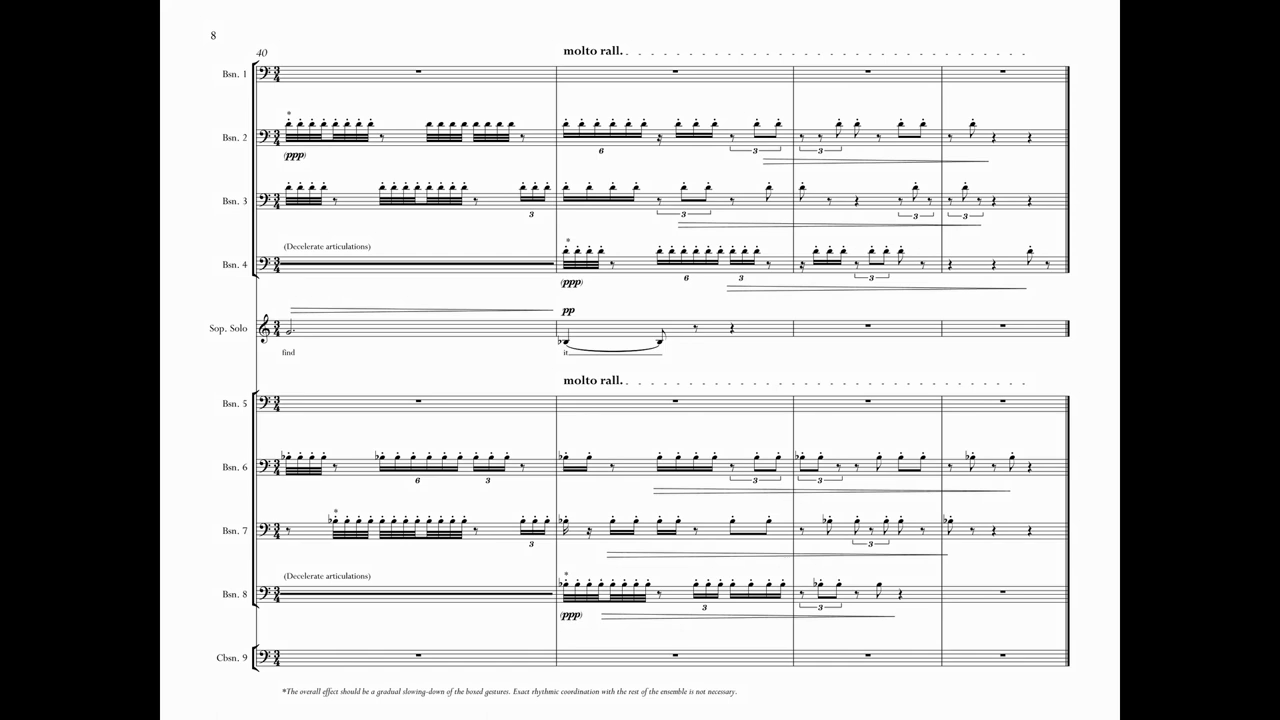 8
40
molto rall.
Bsn. 1
*
Bsn. 2
(ppp)
6
3
3
Bsn. 3
3
3
3
3
(Decelerate articulations)
*
Bsn. 4
(ppp)
6
3
3
pp
Sop. Solo
find
it
molto rall.
Bsn. 5
Bsn. 6
6
3
3
3
*
Bsn. 7
3
3
(Decelerate articulations)
*
Bsn. 8
(ppp)
3
3
Cbsn. 9
*The overall effect should be a gradual slowing-down of the boxed gestures. Exact rhythmic coordination with the rest of the ensemble is not necessary.